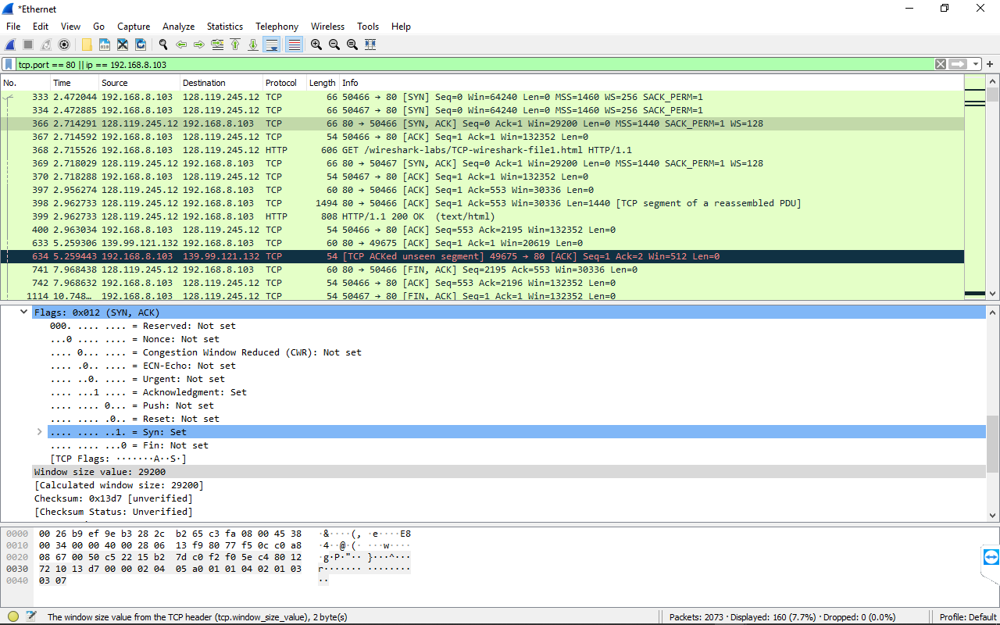 *Ethernet
File Edit View Go Capture Analyze Statistics Telephony Wireless Tools Help
tcp.port == 80 || ip == 192.168.8.103
No. Time Source Destination Protocol Length Info
333 2.472044 192.168.8.103 128.119.245.12 TCP 66 50466 → 80 [SYN] Seq=0 Win=64240 Len=0 MSS=1460 WS=256 SACK_PERM=1
334 2.472885 192.168.8.103 128.119.245.12 TCP 66 50467 → 80 [SYN] Seq=0 Win=64240 Len=0 MSS=1460 WS=256 SACK_PERM=1
366 2.714291 128.119.245.12 192.168.8.103 TCP 66 80 → 50466 [SYN, ACK] Seq=0 Ack=1 Win=29200 Len=0 MSS=1440 SACK_PERM=1 WS=128
367 2.714592 192.168.8.103 128.119.245.12 TCP 54 50466 → 80 [ACK] Seq=1 Ack=1 Win=132352 Len=0
368 2.715526 192.168.8.103 128.119.245.12 HTTP 606 GET /wireshark-labs/TCP-wireshark-file1.html HTTP/1.1
369 2.718029 128.119.245.12 192.168.8.103 TCP 66 80 → 50467 [SYN, ACK] Seq=0 Ack=1 Win=29200 Len=0 MSS=1440 SACK_PERM=1 WS=128
370 2.718288 192.168.8.103 128.119.245.12 TCP 54 50467 → 80 [ACK] Seq=1 Ack=1 Win=132352 Len=0
397 2.956274 128.119.245.12 192.168.8.103 TCP 60 80 → 50466 [ACK] Seq=1 Ack=553 Win=30336 Len=0
398 2.962733 128.119.245.12 192.168.8.103 TCP 1494 80 → 50466 [ACK] Seq=1 Ack=553 Win=30336 Len=1440 [TCP segment of a reassembled PDU]
399 2.962733 128.119.245.12 192.168.8.103 HTTP 808 HTTP/1.1 200 OK (text/html)
400 2.963034 192.168.8.103 128.119.245.12 TCP 54 50466 → 80 [ACK] Seq=553 Ack=2195 Win=132352 Len=0
633 5.259306 139.99.121.132 192.168.8.103 TCP 60 80 → 49675 [ACK] Seq=1 Ack=1 Win=20619 Len=0
634 5.259443 192.168.8.103 139.99.121.132 TCP 54 [TCP ACKed unseen segment] 49675 → 80 [ACK] Seq=1 Ack=2 Win=512 Len=0
741 7.968438 128.119.245.12 192.168.8.103 TCP 60 80 → 50466 [FIN, ACK] Seq=2195 Ack=553 Win=30336 Len=0
742 7.968632 192.168.8.103 128.119.245.12 TCP 54 50466 → 80 [ACK] Seq=553 Ack=2196 Win=132352 Len=0
1114 10.748… 192.168.8.103 128.119.245.12 TCP 54 50467 → 80 [FIN, ACK] Seq=1 Ack=1 Win=132352 Len=0
Flags: 0x012 (SYN, ACK)
000. .... .... = Reserved: Not set
...0 .... .... = Nonce: Not set
.... 0... .... = Congestion Window Reduced (CWR): Not set
.... .0.. .... = ECN-Echo: Not set
.... ..0. .... = Urgent: Not set
.... ...1 .... = Acknowledgment: Set
.... .... 0... = Push: Not set
.... .... .0.. = Reset: Not set
.... .... ..1. = Syn: Set
.... .... ...0 = Fin: Not set
[TCP Flags: ·······A··S·]
Window size value: 29200
[Calculated window size: 29200]
Checksum: 0x13d7 [unverified]
[Checksum Status: Unverified]
0000 00 26 b9 ef 9e b3 28 2c b2 65 c3 fa 08 00 45 38 ·&····(, ·e····E8
0010 00 34 00 00 40 00 28 06 13 f9 80 77 f5 0c c0 a8 ·4··@·(· ···w····
0020 08 67 00 50 c5 22 15 b2 7d c0 f2 f0 5e c4 80 12 ·g·P·"·· }···^···
0030 72 10 13 d7 00 00 02 04 05 a0 01 01 04 02 01 03 r······· ········
0040 03 07 ··
The window size value from the TCP header (tcp.window_size_value), 2 byte(s) Packets: 2073 · Displayed: 160 (7.7%) · Dropped: 0 (0.0%) Profile: Default